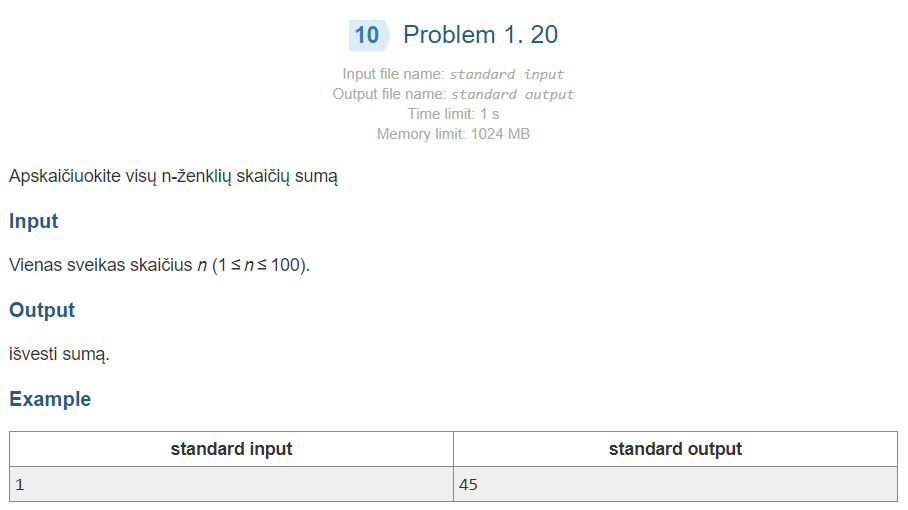 10 Problem 1. 20
Input file name: standard input
Output file name: standard output
Time limit: 1 s
Memory limit: 1024 MB
Apskaičiuokite visų n-ženklių skaičių sumą
Input
Vienas sveikas skaičius n (1 ≤ n ≤ 100).
Output
išvesti sumą.
Example
standard input standard output
1 45